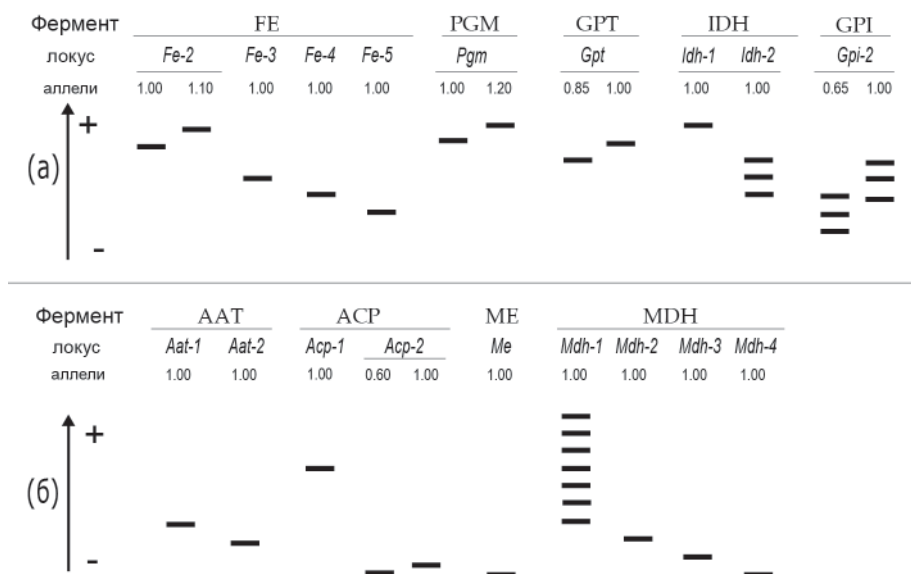 Фермент FE PGM GPT IDH GPI
локус Fe-2 Fe-3 Fe-4 Fe-5 Pgm Gpt Idh-1 Idh-2 Gpi-2
аллели 1.00 1.10 1.00 1.00 1.00 1.00 1.20 0.85 1.00 1.00 1.00 0.65 1.00
+
(а)
-
Фермент AAT ACP ME MDH
локус Aat-1 Aat-2 Acp-1 Acp-2 Me Mdh-1 Mdh-2 Mdh-3 Mdh-4
аллели 1.00 1.00 1.00 0.60 1.00 1.00 1.00 1.00 1.00 1.00
+
(б)
-